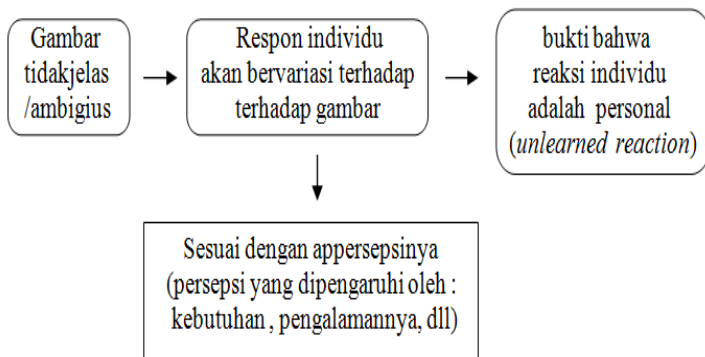 Gambar
tidakjelas
/ambigius
Respon individu
akan bervariasi terhadap
terhadap gambar
bukti bahwa
reaksi individu
adalah personal
(unlearned reaction)
Sesuai dengan appersepsinya
(persepsi yang dipengaruhi oleh :
kebutuhan , pengalamannya, dll)